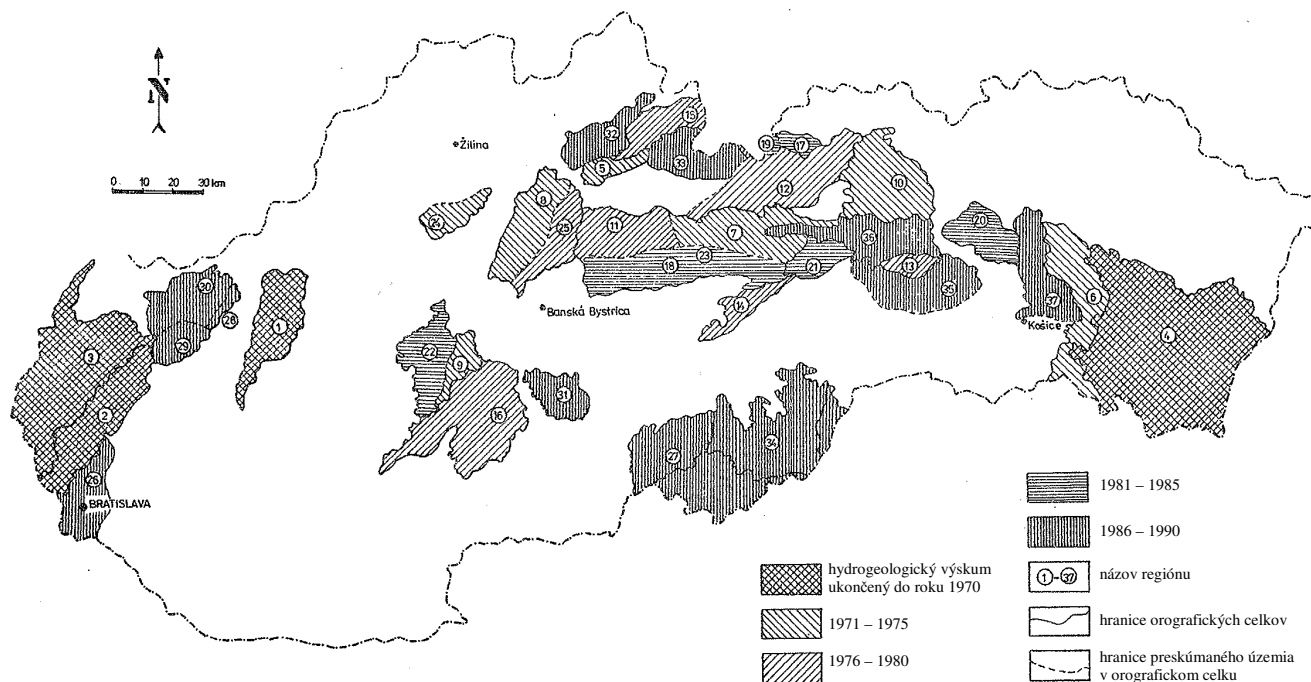 N
0 10 20 30 km
Žilina
Banská Bystrica
Košice
BRATISLAVA
32
15
5
33
19
17
12
10
8
25
11
7
24
18
23
21
36
13
35
14
20
37
6
4
30
28
29
1
3
2
26
22
9
16
31
27
34
hydrogeologický výskum
ukončený do roku 1970
1971 – 1975
1976 – 1980
1981 – 1985
1986 – 1990
1-37 názov regiónu
hranice orografických celkov
hranice preskúmaného územia
v orografickom celku